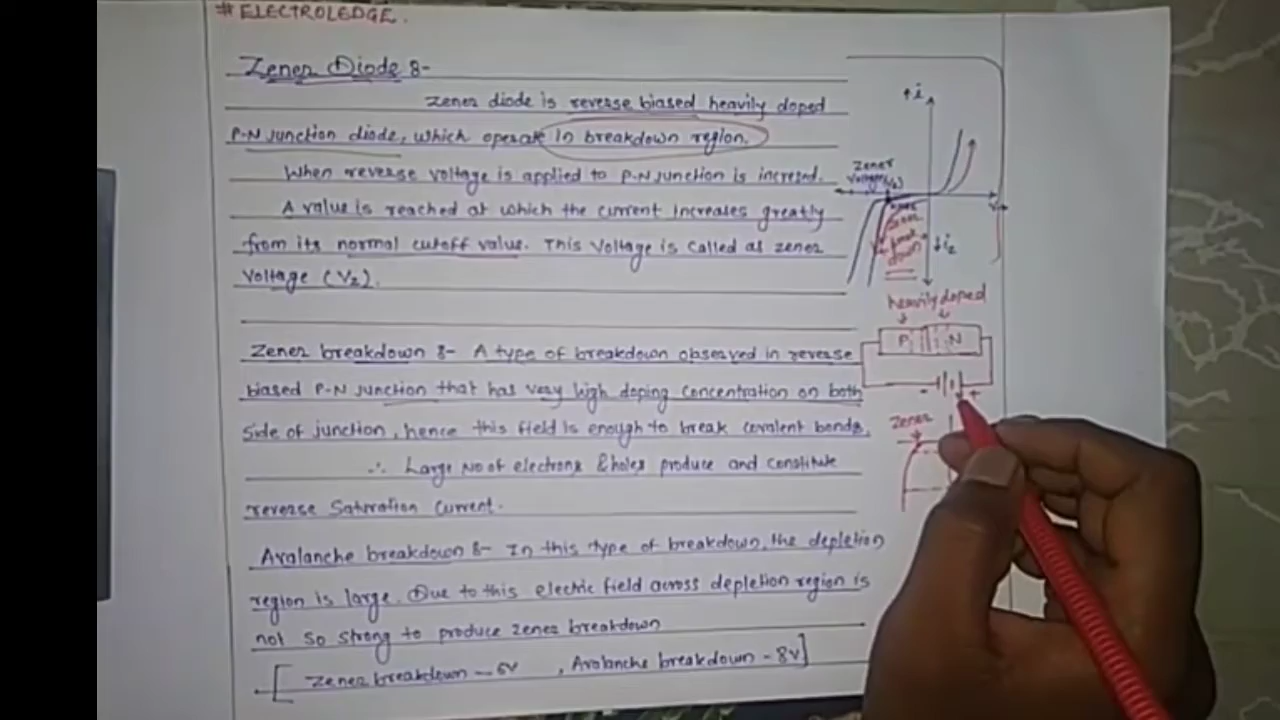 #ELECTROLEDGE.
Zener Diode :-
Zener diode is reverse biased heavily doped
P-N junction diode, which operate in breakdown region.
When reverse voltage is applied to P-N junction is incresed.
A value is reached at which the current increases greatly
from its normal cutoff value. This voltage is called as zener
Voltage (Vz).
Zener breakdown :- A type of breakdown observed in reverse
biased P-N junction that has very high doping concentration on both
side of junction, hence this field is enough to break covalent bonds.
∴ Large No of electrons & holes produce and constitute
reverse Saturation Current.
Avalanche breakdown :- In this type of breakdown, the depletion
region is large. Due to this electric field across depletion region is
not so strong to produce zener breakdown
[ Zener breakdown - 6V , Avalanche breakdown - 8V ]
+i
Zener
Voltage (Vz)
down
↓iz
heavily doped
P N
- +
Zener